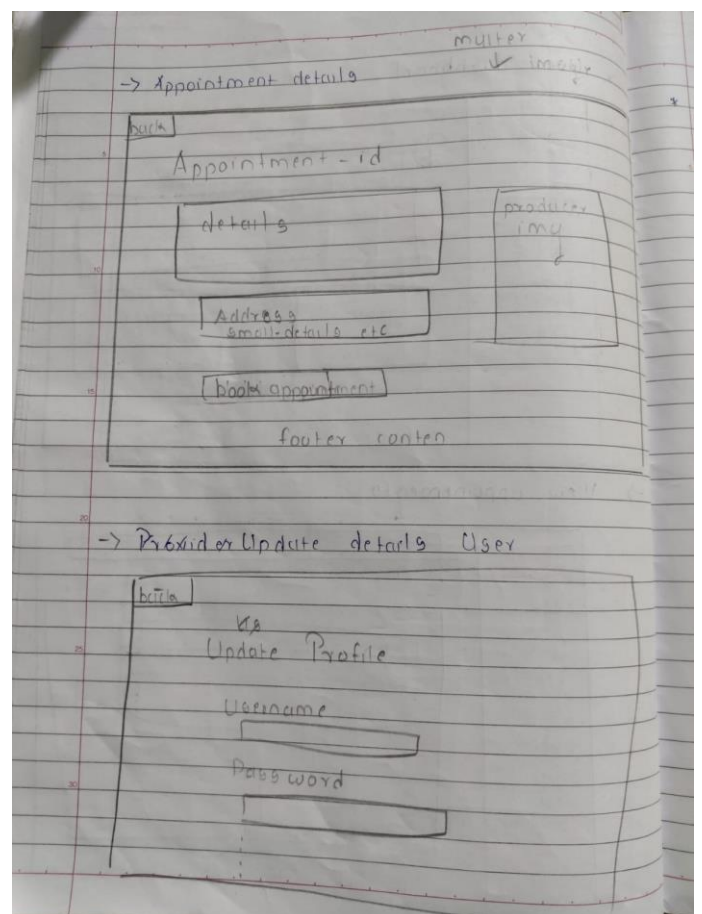 multer
↓ image
-> Appointment details
back
Appointment - id
details
producer
img
Address
small-details etc
book appointment
footer conten
-> Provider Update details User
back
Update Profile
Username
Password